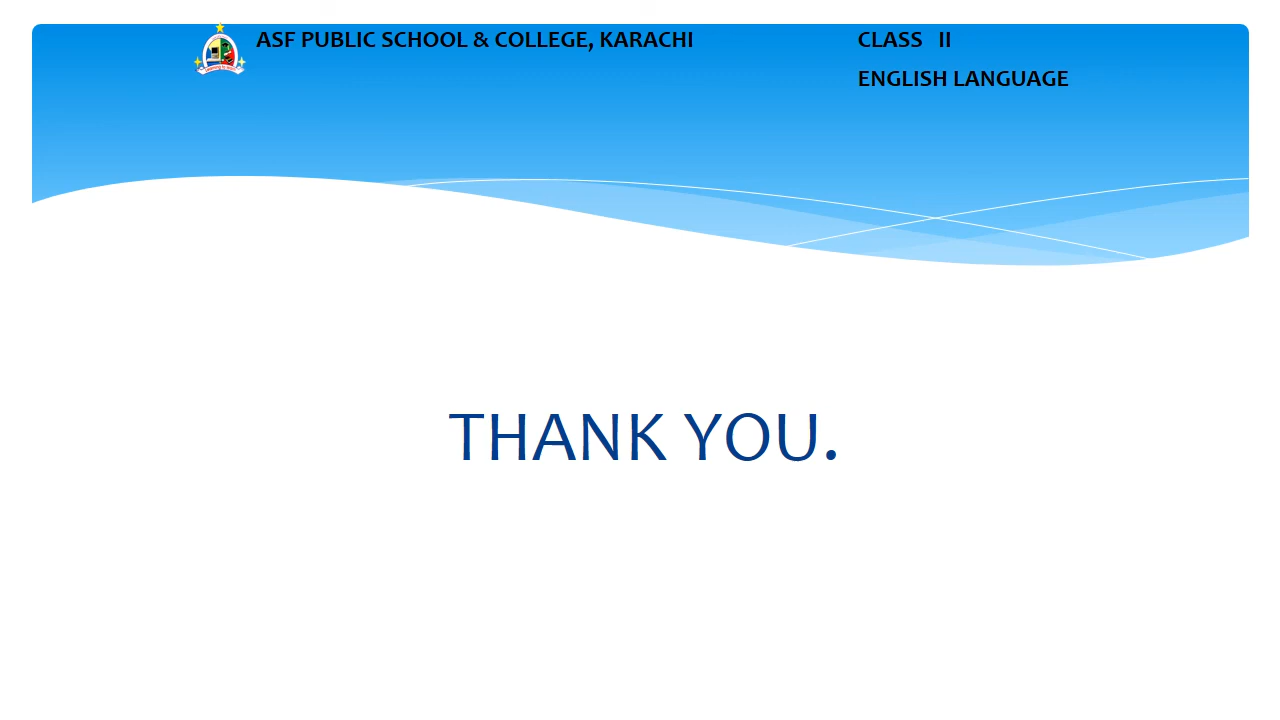 ASF PUBLIC SCHOOL & COLLEGE, KARACHI
CLASS II
ENGLISH LANGUAGE
THANK YOU.